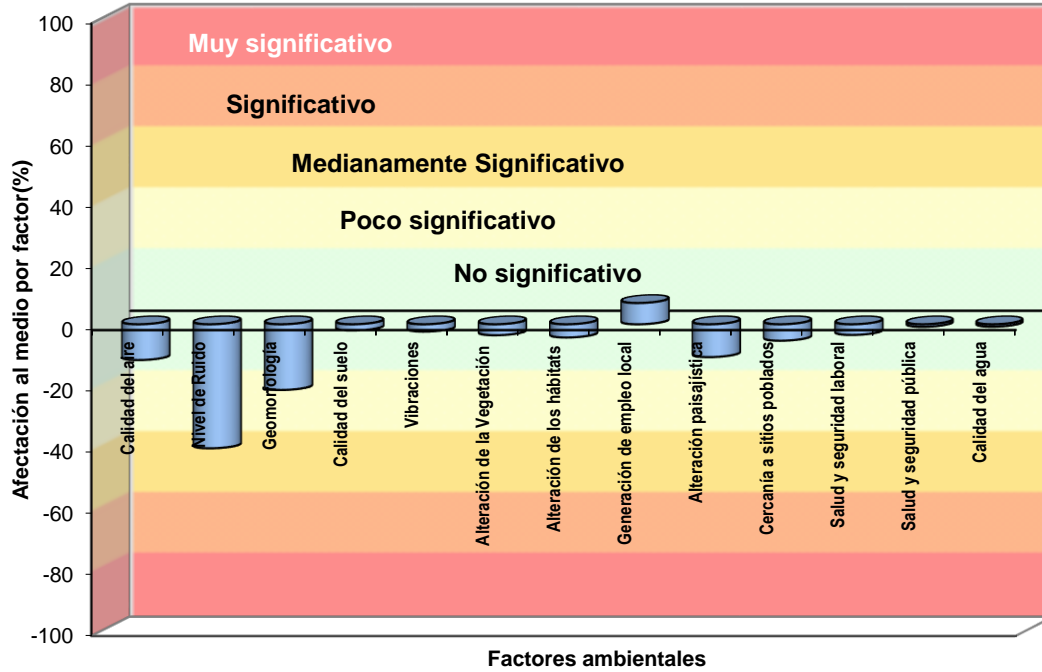 100
80
60
40
20
0
-20
-40
-60
-80
-100
Afectación al medio por factor(%)
Muy significativo
Significativo
Medianamente Significativo
Poco significativo
No significativo
Calidad del aire
Nivel de Ruido
Geomorfología
Calidad del suelo
Vibraciones
Alteración de la Vegetación
Alteración de los hábitats
Generación de empleo local
Alteración paisajística
Cercanía a sitios poblados
Salud y seguridad laboral
Salud y seguridad pública
Calidad del agua
Factores ambientales